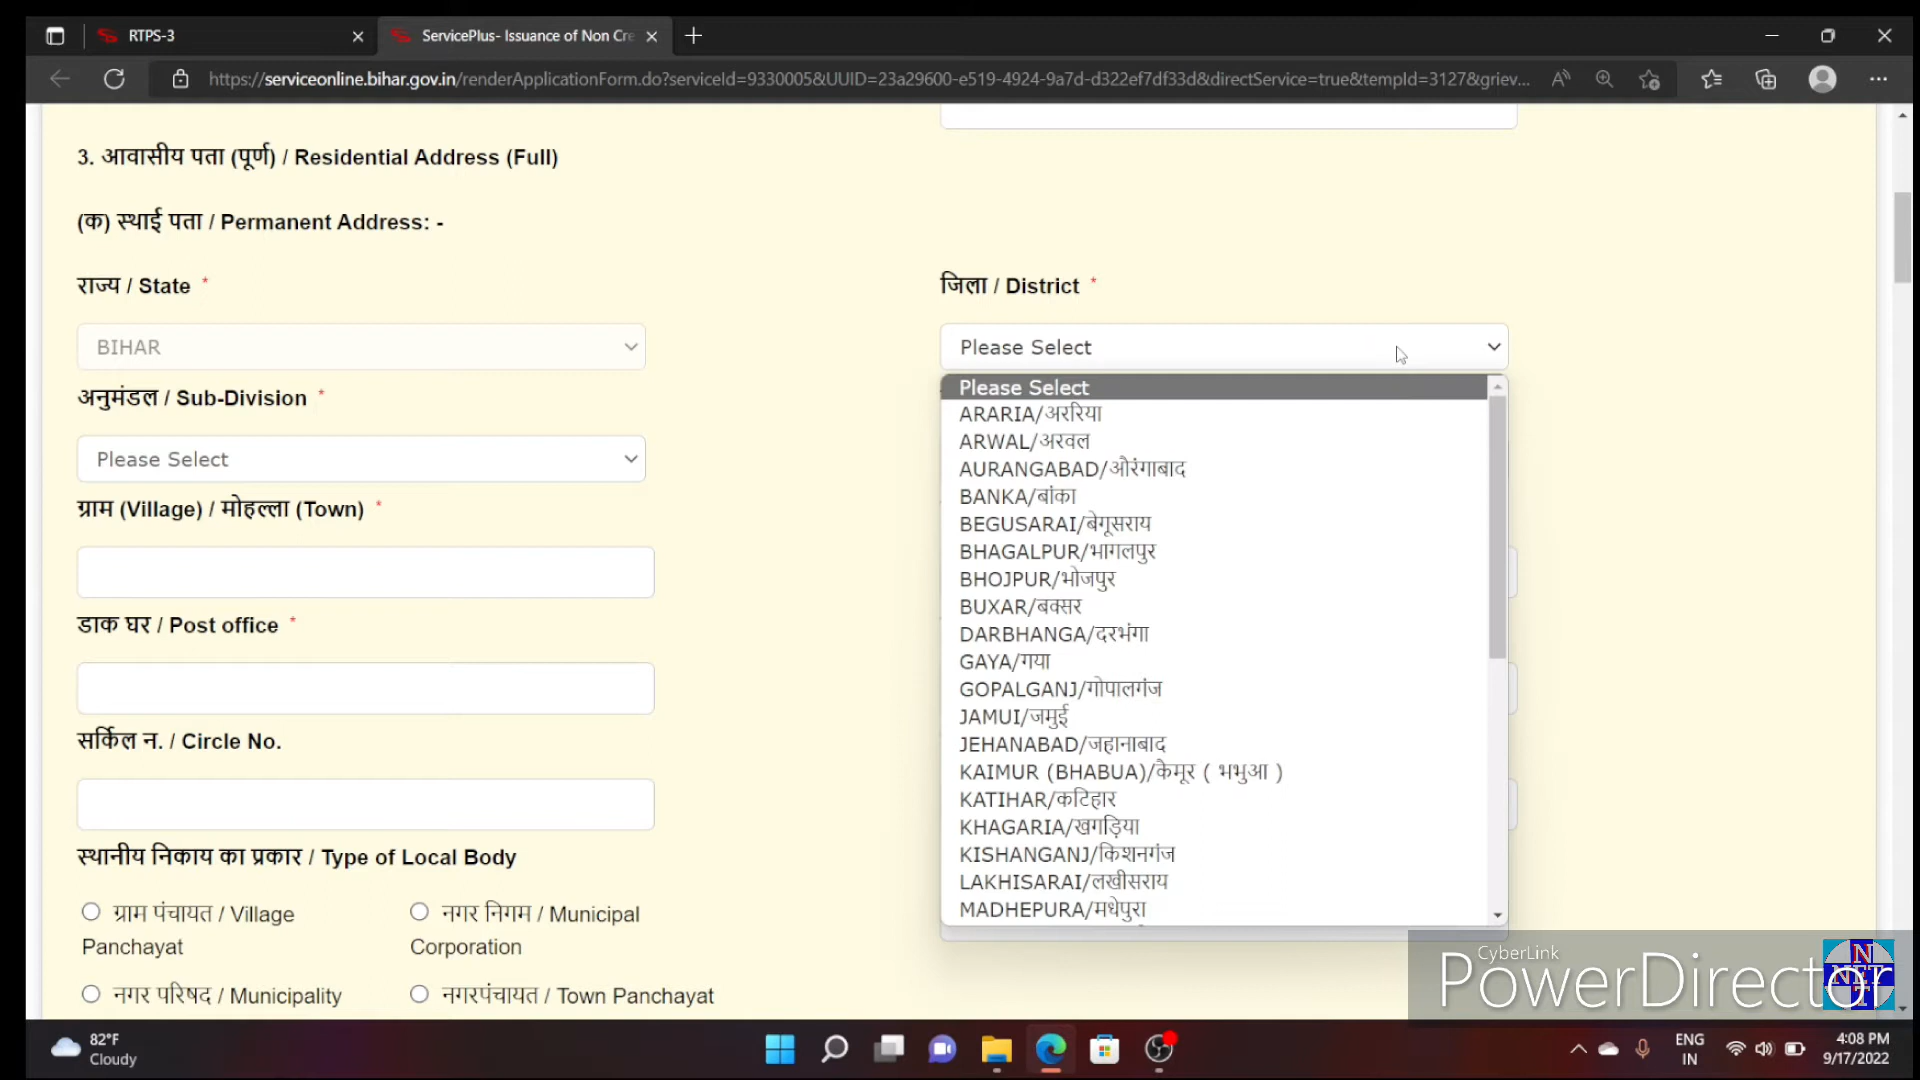 RTPS-3
ServicePlus- Issuance of Non Cre
https://serviceonline.bihar.gov.in/renderApplicationForm.do?serviceId=9330005&UUID=23a29600-e519-4924-9a7d-d322ef7df33d&directService=true&tempId=3127&griev...
3. आवासीय पता (पूर्ण) / Residential Address (Full)
(क) स्थाई पता / Permanent Address: -
राज्य / State *
जिला / District *
BIHAR
Please Select
अनुमंडल / Sub-Division *
Please Select
ग्राम (Village) / मोहल्ला (Town) *
डाक घर / Post office *
सर्किल न. / Circle No.
स्थानीय निकाय का प्रकार / Type of Local Body
ग्राम पंचायत / Village Panchayat
नगर निगम / Municipal Corporation
नगर परिषद / Municipality
नगरपंचायत / Town Panchayat
Please Select
ARARIA/अररिया
ARWAL/अरवल
AURANGABAD/औरंगाबाद
BANKA/बांका
BEGUSARAI/बेगूसराय
BHAGALPUR/भागलपुर
BHOJPUR/भोजपुर
BUXAR/बक्सर
DARBHANGA/दरभंगा
GAYA/गया
GOPALGANJ/गोपालगंज
JAMUI/जमुई
JEHANABAD/जहानाबाद
KAIMUR (BHABUA)/कैमूर ( भभुआ )
KATIHAR/कटिहार
KHAGARIA/खगड़िया
KISHANGANJ/किशनगंज
LAKHISARAI/लखीसराय
MADHEPURA/मधेपुरा
CyberLink
PowerDirector
N
NET
T
82°F
Cloudy
ENG
IN
4:08 PM
9/17/2022